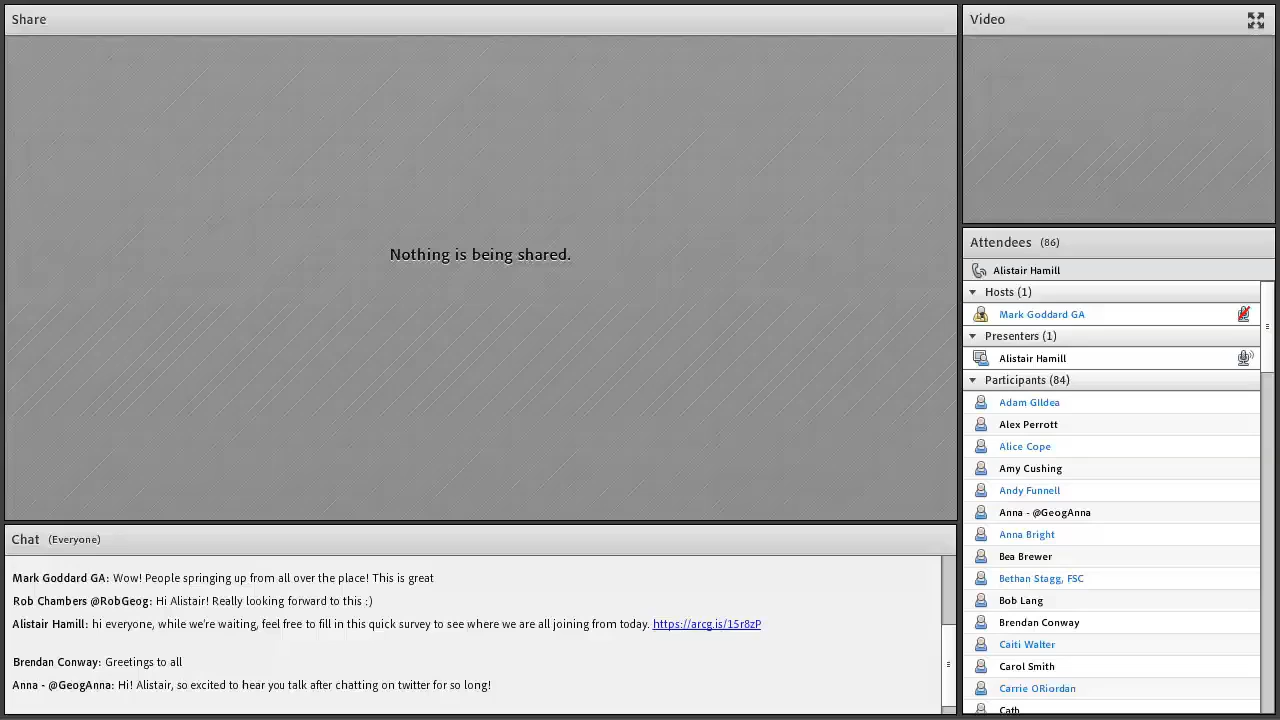 Share
Nothing is being shared.
Chat (Everyone)
Mark Goddard GA: Wow! People springing up from all over the place! This is great
Rob Chambers @RobGeog: Hi Alistair! Really looking forward to this :)
Alistair Hamill: hi everyone, while we're waiting, feel free to fill in this quick survey to see where we are all joining from today. https://arcg.is/15r8zP
Brendan Conway: Greetings to all
Anna - @GeogAnna: Hi! Alistair, so excited to hear you talk after chatting on twitter for so long!
Video
Attendees (86)
Alistair Hamill
Hosts (1)
Mark Goddard GA
Presenters (1)
Alistair Hamill
Participants (84)
Adam GIldea
Alex Perrott
Alice Cope
Amy Cushing
Andy Funnell
Anna - @GeogAnna
Anna Bright
Bea Brewer
Bethan Stagg, FSC
Bob Lang
Brendan Conway
Caiti Walter
Carol Smith
Carrie ORiordan
Cath